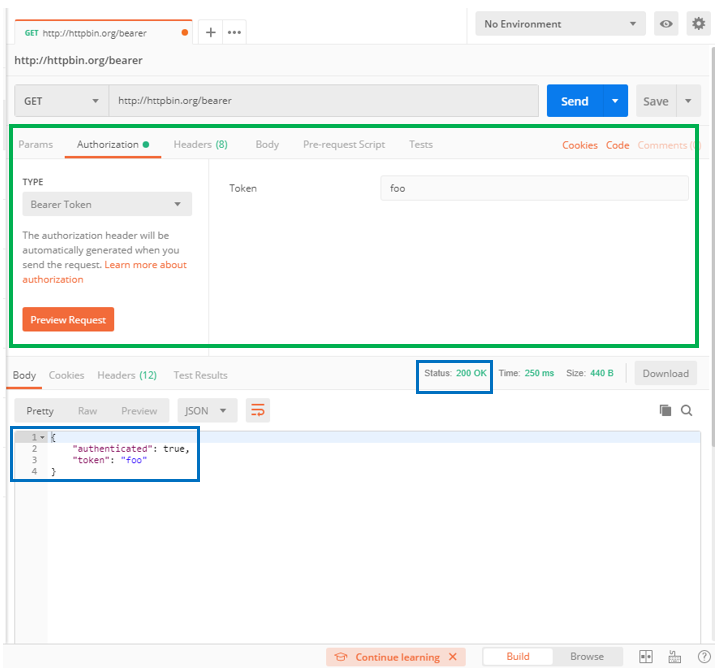 GET http://httpbin.org/bearer
No Environment
http://httpbin.org/bearer
GET http://httpbin.org/bearer Send Save
Params Authorization Headers (8) Body Pre-request Script Tests Cookies Code Comments (0)
TYPE
Bearer Token
Token foo
The authorization header will be
automatically generated when you
send the request. Learn more about
authorization
Preview Request
Body Cookies Headers (12) Test Results Status: 200 OK Time: 250 ms Size: 440 B Download
Pretty Raw Preview JSON
1 {
2 "authenticated": true,
3 "token": "foo"
4 }
Continue learning Build Browse